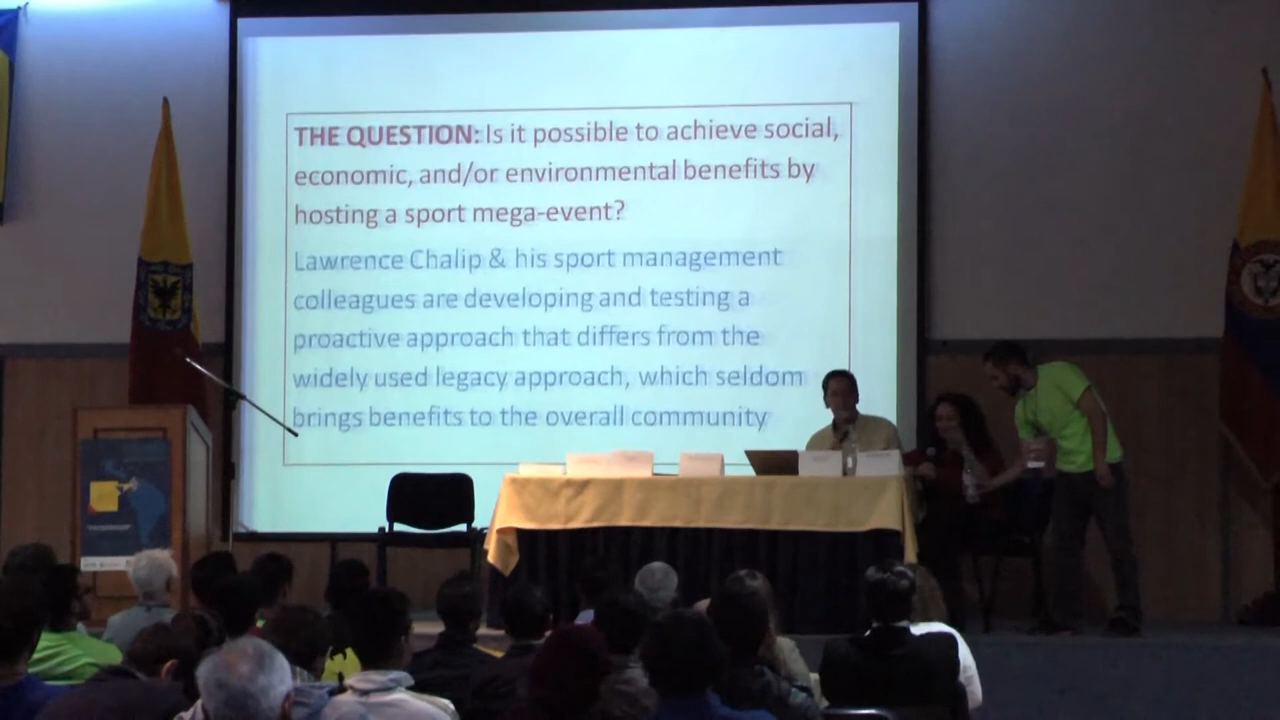 THE QUESTION: Is it possible to achieve social,
economic, and/or environmental benefits by
hosting a sport mega-event?
Lawrence Chalip & his sport management
colleagues are developing and testing a
proactive approach that differs from the
widely used legacy approach, which seldom
brings benefits to the overall community